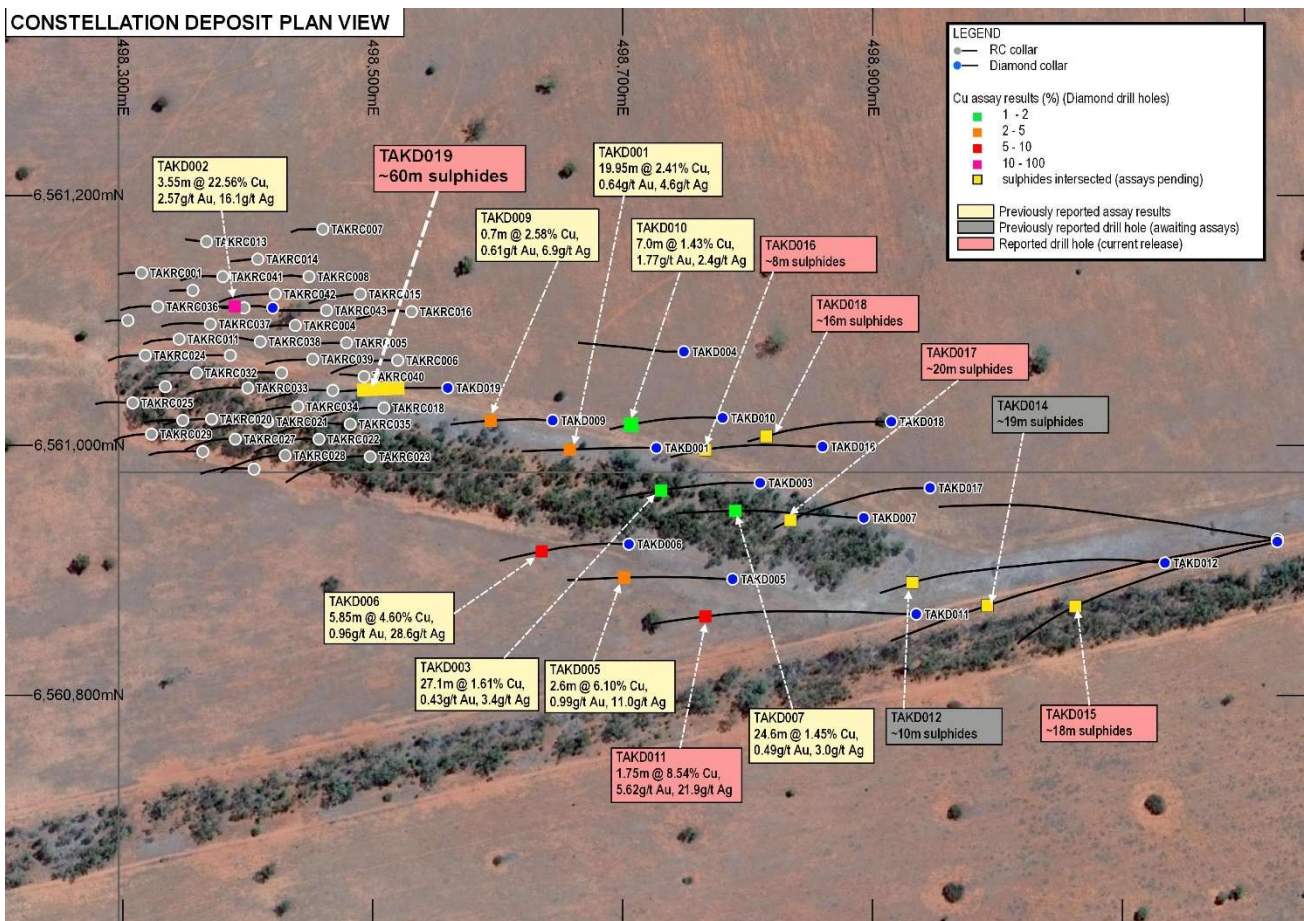 CONSTELLATION DEPOSIT PLAN VIEW
498,300mE
498,500mE
498,700mE
498,900mE
6,561,200mN
6,561,000mN
6,560,800mN
LEGEND
RC collar
Diamond collar
Cu assay results (%) (Diamond drill holes)
1 - 2
2 - 5
5 - 10
10 - 100
sulphides intersected (assays pending)
Previously reported assay results
Previously reported drill hole (awaiting assays)
Reported drill hole (current release)
TAKD002
3.55m @ 22.56% Cu,
2.57g/t Au, 16.1g/t Ag
TAKD019
~60m sulphides
TAKD001
19.95m @ 2.41% Cu,
0.64g/t Au, 4.6g/t Ag
TAKD009
0.7m @ 2.58% Cu,
0.61g/t Au, 6.9g/t Ag
TAKD010
7.0m @ 1.43% Cu,
1.77g/t Au, 2.4g/t Ag
TAKD016
~8m sulphides
TAKD018
~16m sulphides
TAKD017
~20m sulphides
TAKD014
~19m sulphides
TAKRC007
TAKRC013
TAKRC014
TAKRC001
TAKRC041
TAKRC008
TAKRC042
TAKRC015
TAKRC036
TAKRC043
TAKRC016
TAKRC037
TAKRC004
TAKRC011
TAKRC038
TAKRC005
TAKRC024
TAKRC039
TAKRC006
TAKRC032
TAKRC040
TAKRC033
TAKD019
TAKRC025
TAKRC034
TAKRC018
TAKRC020
TAKRC021
TAKRC035
TAKRC029
TAKRC027
TAKRC022
TAKRC028
TAKRC023
TAKD004
TAKD009
TAKD010
TAKD018
TAKD001
TAKD016
TAKD003
TAKD017
TAKD007
TAKD006
TAKD005
TAKD012
TAKD011
TAKD006
5.85m @ 4.60% Cu,
0.96g/t Au, 28.6g/t Ag
TAKD003
27.1m @ 1.61% Cu,
0.43g/t Au, 3.4g/t Ag
TAKD005
2.6m @ 6.10% Cu,
0.99g/t Au, 11.0g/t Ag
TAKD007
24.6m @ 1.45% Cu,
0.49g/t Au, 3.0g/t Ag
TAKD012
~10m sulphides
TAKD015
~18m sulphides
TAKD011
1.75m @ 8.54% Cu,
5.62g/t Au, 21.9g/t Ag